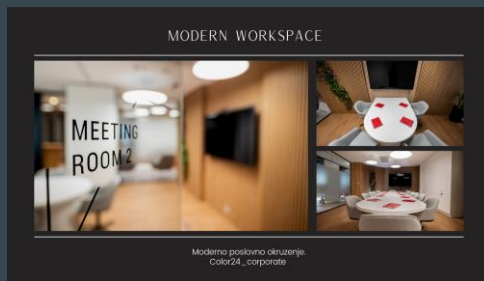 MODERN WORKSPACE
MEETING
ROOM 2
Moderno poslovno okruzenje.
Color24_corporate